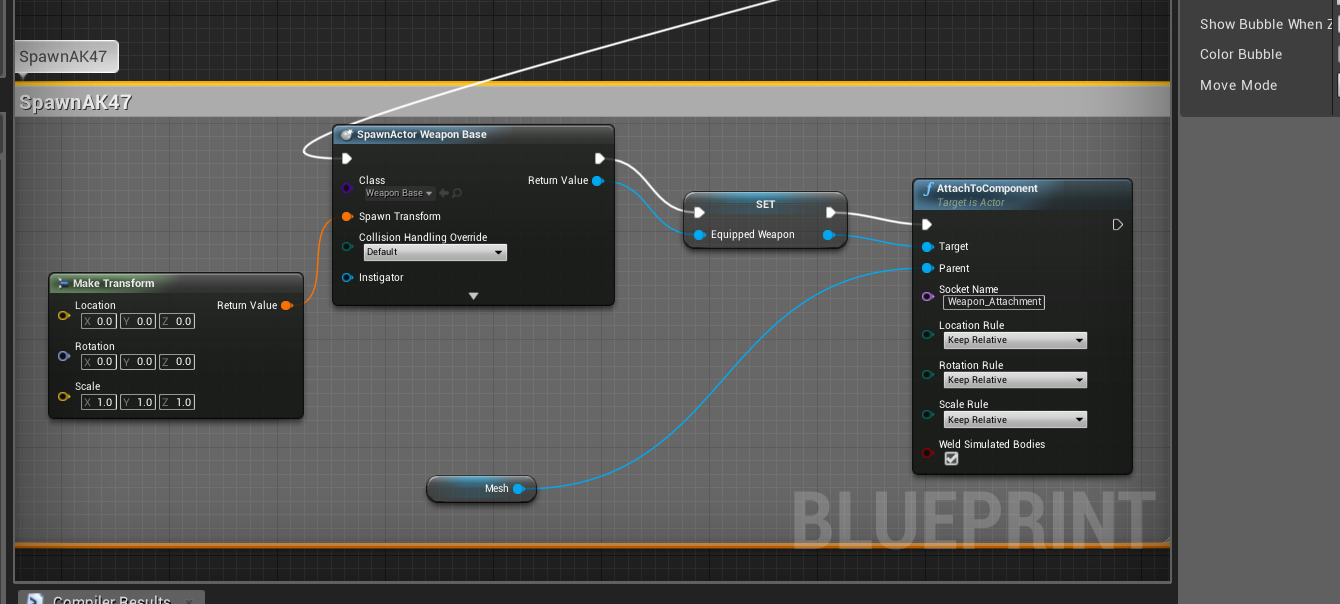 SpawnAK47
SpawnAK47
SpawnActor Weapon Base
Class
Weapon Base
Return Value
Spawn Transform
Collision Handling Override
Default
Instigator
Make Transform
Location
Return Value
X 0.0 Y 0.0 Z 0.0
Rotation
X 0.0 Y 0.0 Z 0.0
Scale
X 1.0 Y 1.0 Z 1.0
SET
Equipped Weapon
Mesh
AttachToComponent
Target is Actor
Target
Parent
Socket Name
Weapon_Attachment
Location Rule
Keep Relative
Rotation Rule
Keep Relative
Scale Rule
Keep Relative
Weld Simulated Bodies
BLUEPRINT
Show Bubble When Z
Color Bubble
Move Mode
Compiler Results